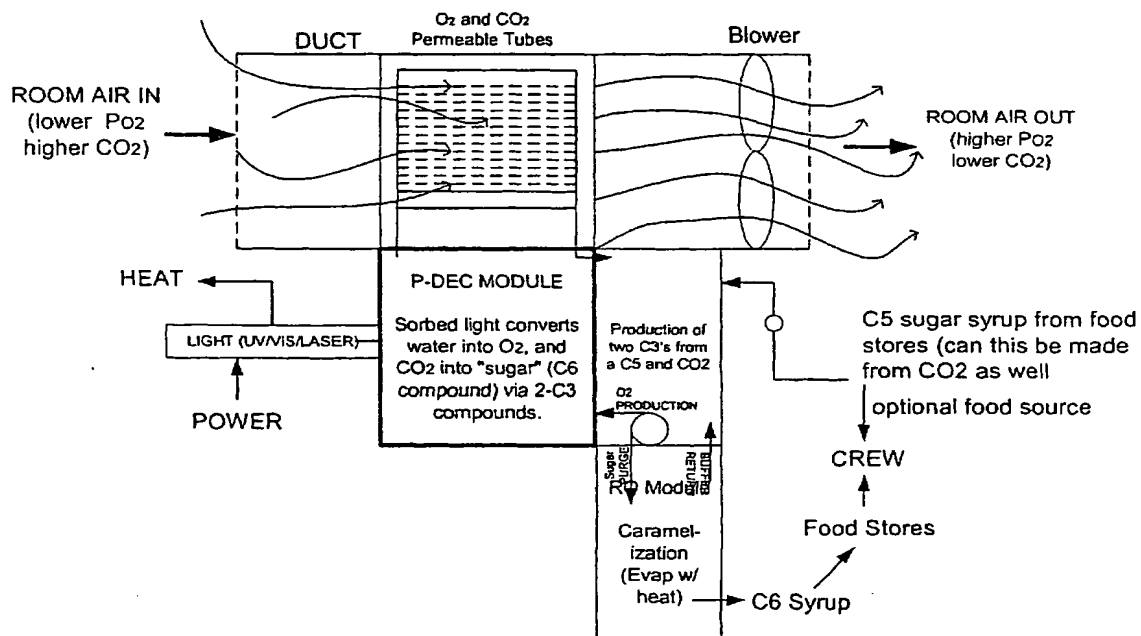 DUCT
O2 and CO2
Permeable Tubes
Blower
ROOM AIR IN
(lower PO2
higher CO2)
ROOM AIR OUT
(higher PO2
lower CO2)
HEAT
LIGHT (UV/VIS/LASER)
POWER
P-DEC MODULE
Sorbed light converts
water into O2, and
CO2 into "sugar" (C6
compound) via 2-C3
compounds.
Production of
two C3's from
a C5 and CO2
O2
PRODUCTION
Sugar
PURGE
BUFFER
RETURN
Module
Caramel-
ization
(Evap w/
heat)
C5 sugar syrup from food
stores (can this be made
from CO2 as well
optional food source
CREW
Food Stores
C6 Syrup